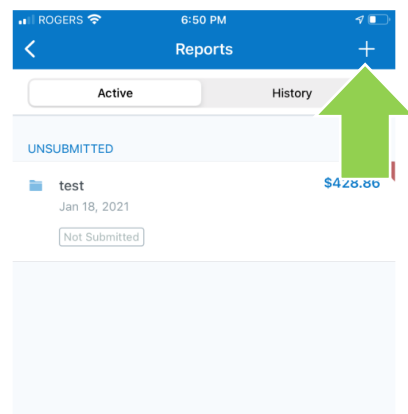 ROGERS 6:50 PM
Reports
Active History
UNSUBMITTED
test $428.86
Jan 18, 2021
Not Submitted